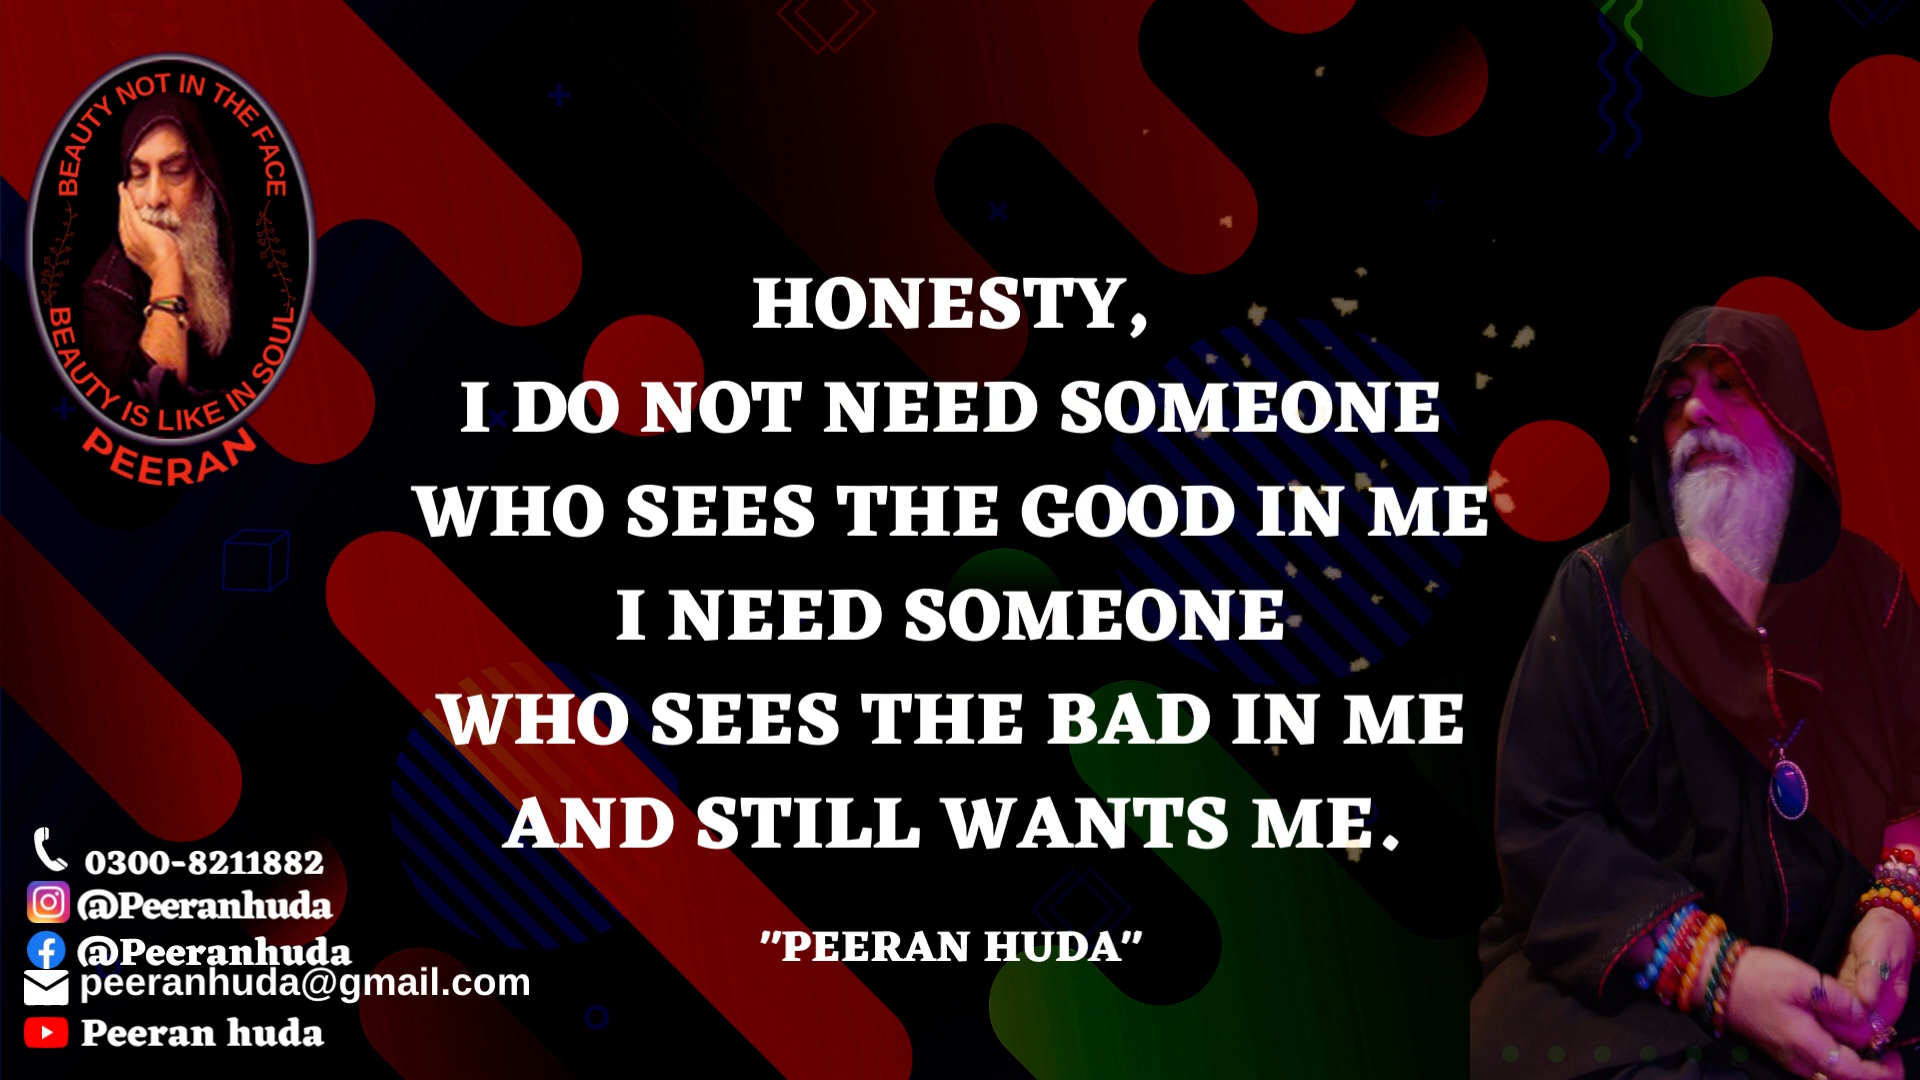 BEAUTY NOT IN THE FACE
BEAUTY IS LIKE IN SOUL
PEERAN
HONESTY,
I DO NOT NEED SOMEONE
WHO SEES THE GOOD IN ME
I NEED SOMEONE
WHO SEES THE BAD IN ME
AND STILL WANTS ME.
"PEERAN HUDA"
0300-8211882
@Peeranhuda
@Peeranhuda
peeranhuda@gmail.com
Peeran huda